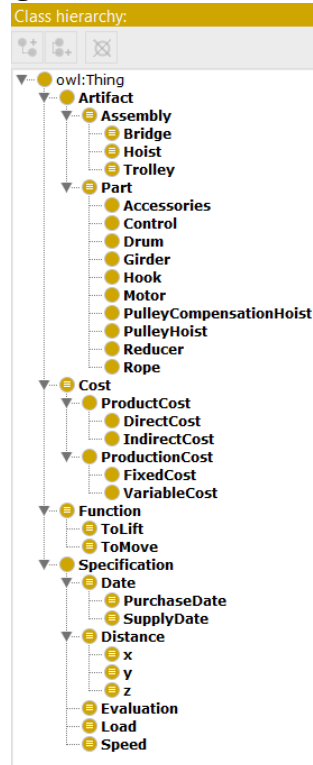 Class hierarchy:
owl:Thing
Artifact
Assembly
Bridge
Hoist
Trolley
Part
Accessories
Control
Drum
Girder
Hook
Motor
PulleyCompensationHoist
PulleyHoist
Reducer
Rope
Cost
ProductCost
DirectCost
IndirectCost
ProductionCost
FixedCost
VariableCost
Function
ToLift
ToMove
Specification
Date
PurchaseDate
SupplyDate
Distance
x
y
z
Evaluation
Load
Speed